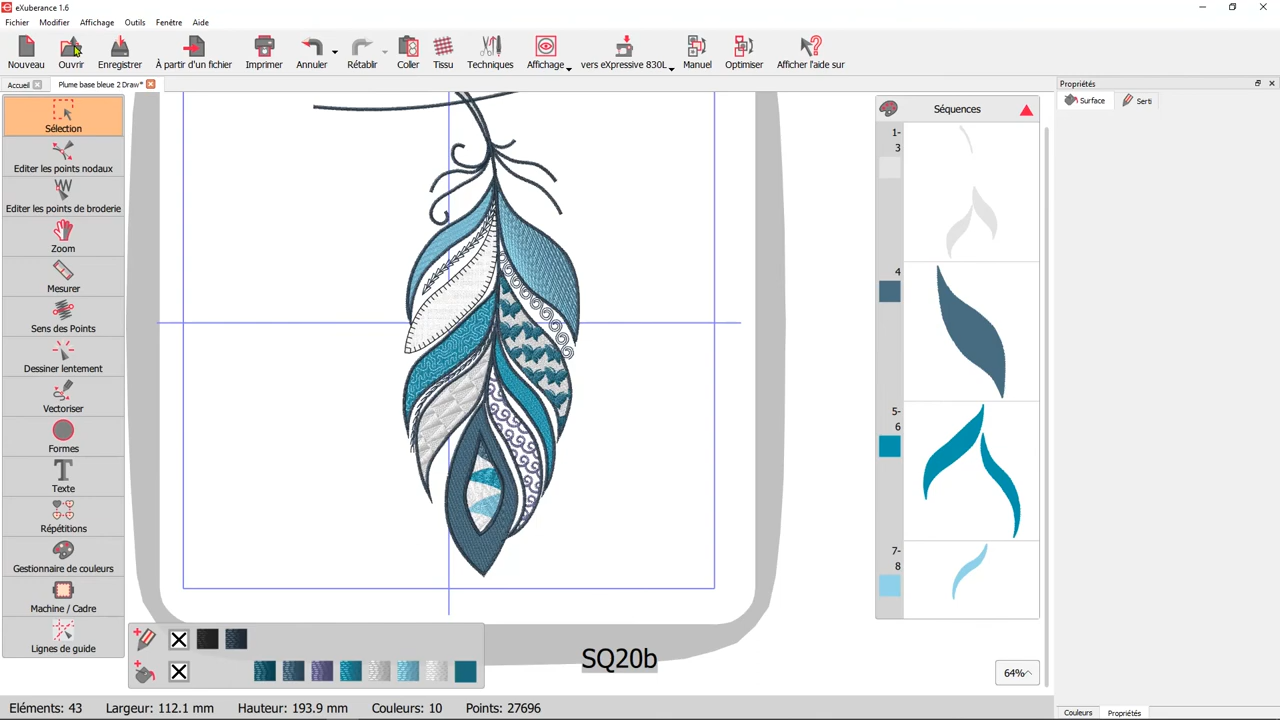 eXuberance 1.6
Fichier Modifier Affichage Outils Fenêtre Aide
Nouveau Ouvrir Enregistrer À partir d'un fichier Imprimer Annuler Rétablir Coller Tissu Techniques Affichage vers eXpressive 830L Manuel Optimiser Afficher l'aide sur
Accueil Plume base bleue 2 Draw*
Propriétés
Surface Serti
Sélection
Editer les points nodaux
Editer les points de broderie
Zoom
Mesurer
Sens des Points
Dessiner lentement
Vectoriser
Formes
Texte
Répétitions
Gestionnaire de couleurs
Machine / Cadre
Lignes de guide
Séquences
1-
3
4
5-
6
7-
8
SQ20b
64%
Eléments: 43 Largeur: 112.1 mm Hauteur: 193.9 mm Couleurs: 10 Points: 27696
Couleurs Propriétés